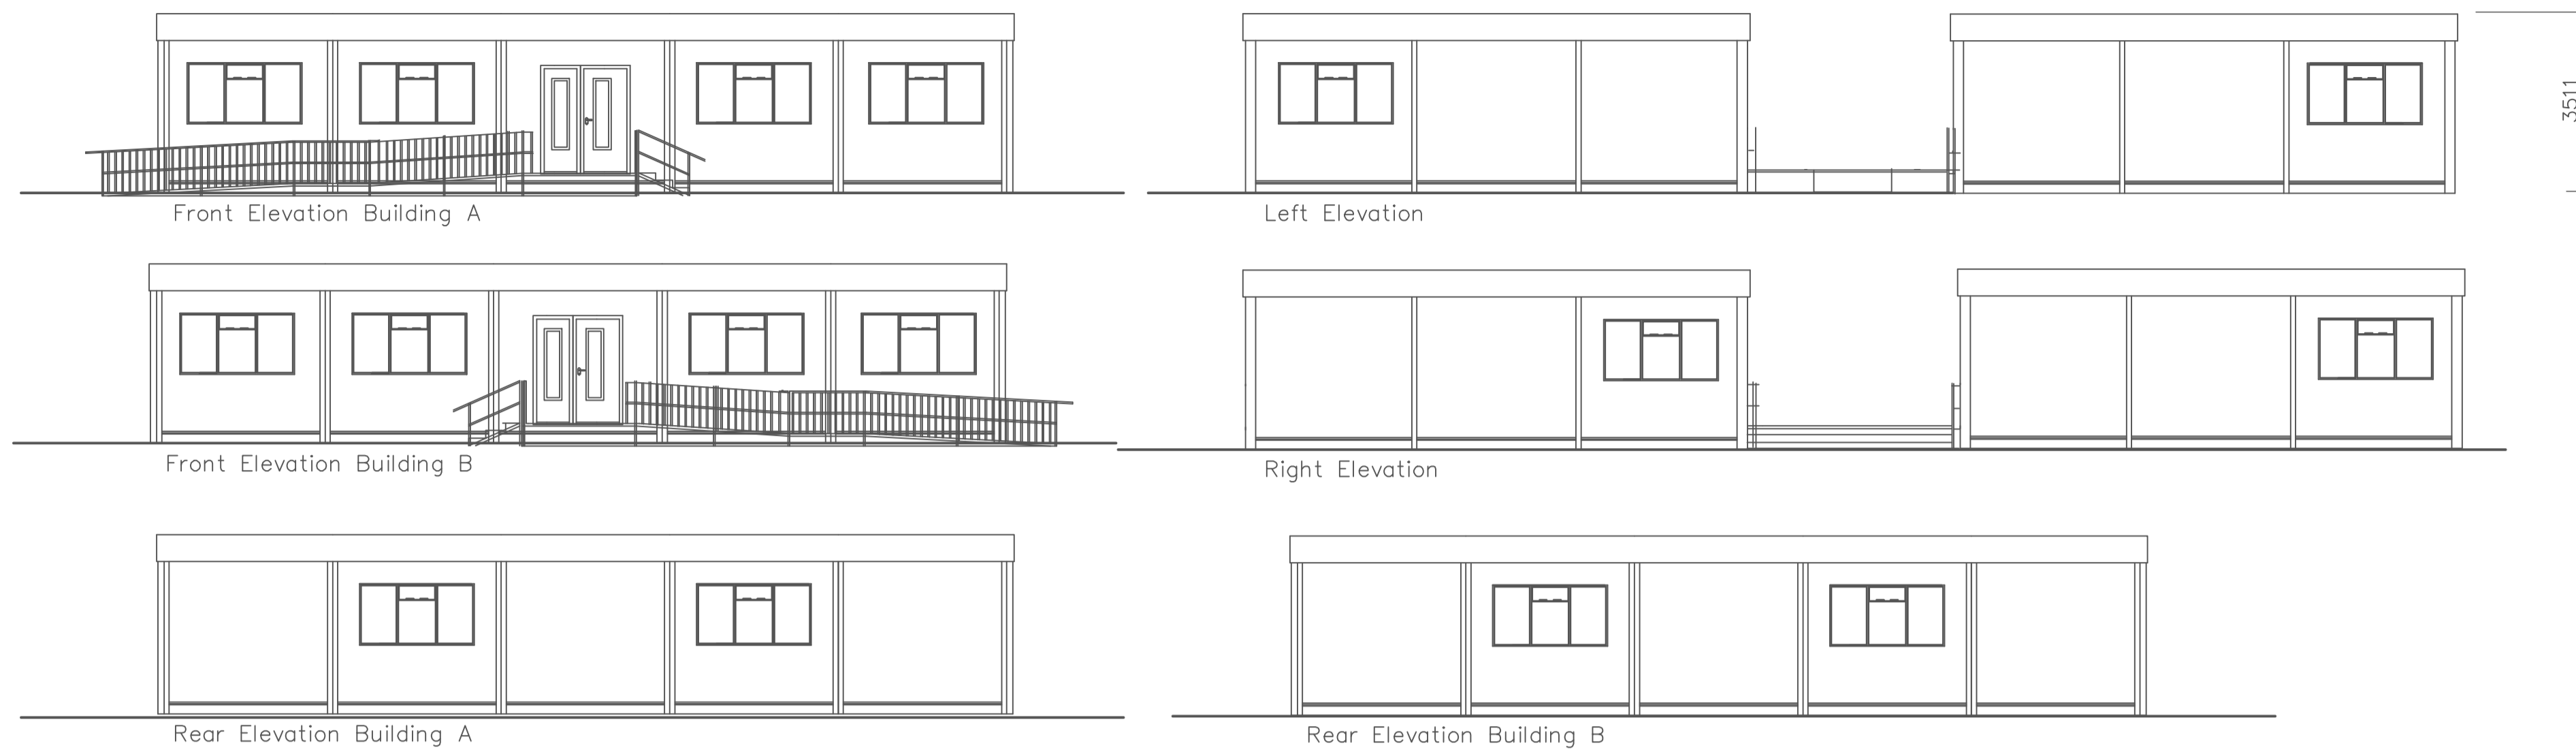 Front Elevation Building A
Left Elevation
3511
Front Elevation Building B
Right Elevation
Rear Elevation Building A
Rear Elevation Building B